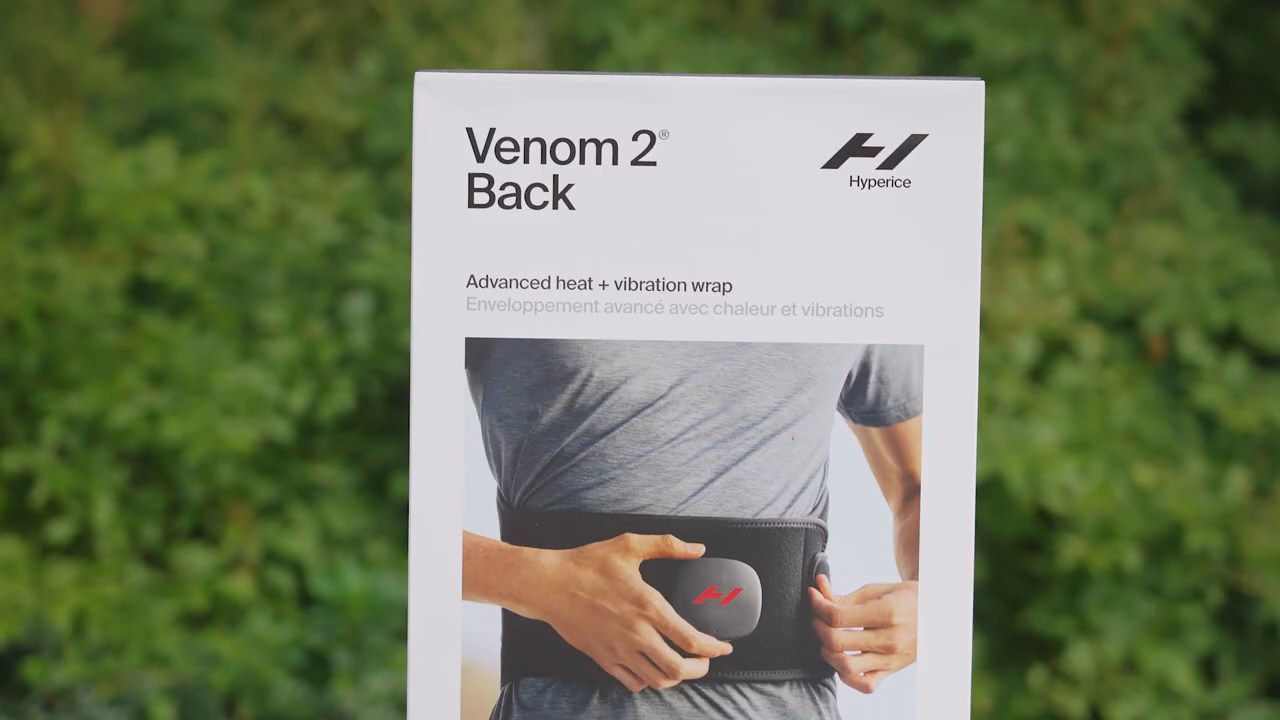 Venom 2®
Back
Hyperice
Advanced heat + vibration wrap
Enveloppement avancé avec chaleur et vibrations